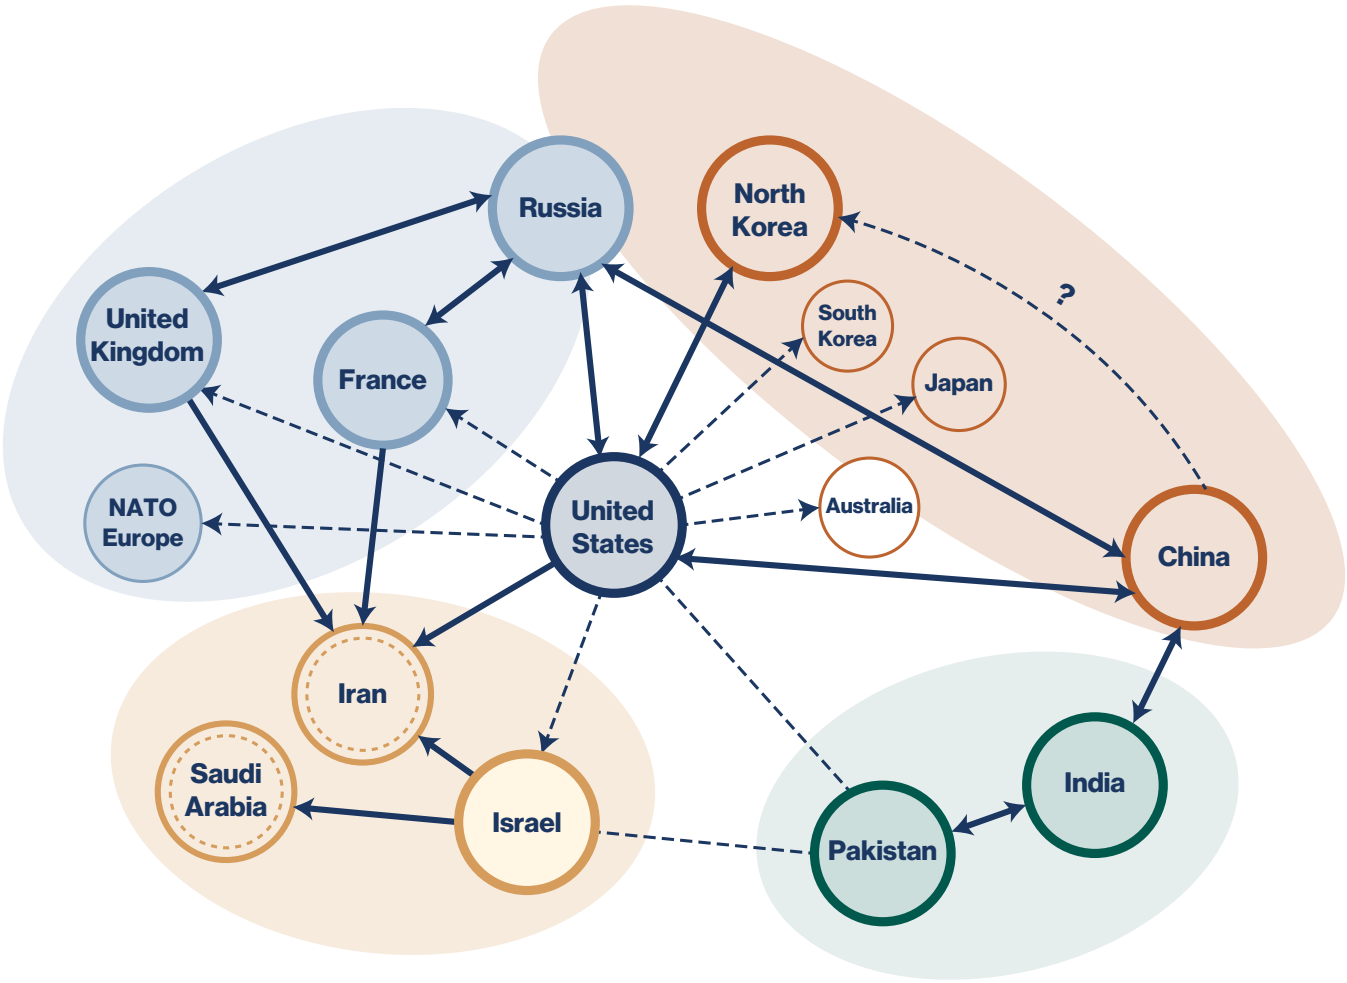 Russia
North
Korea
?
United
Kingdom
South
Korea
France
Japan
NATO
Europe
United
States
Australia
China
Iran
Saudi
Arabia
Israel
India
Pakistan